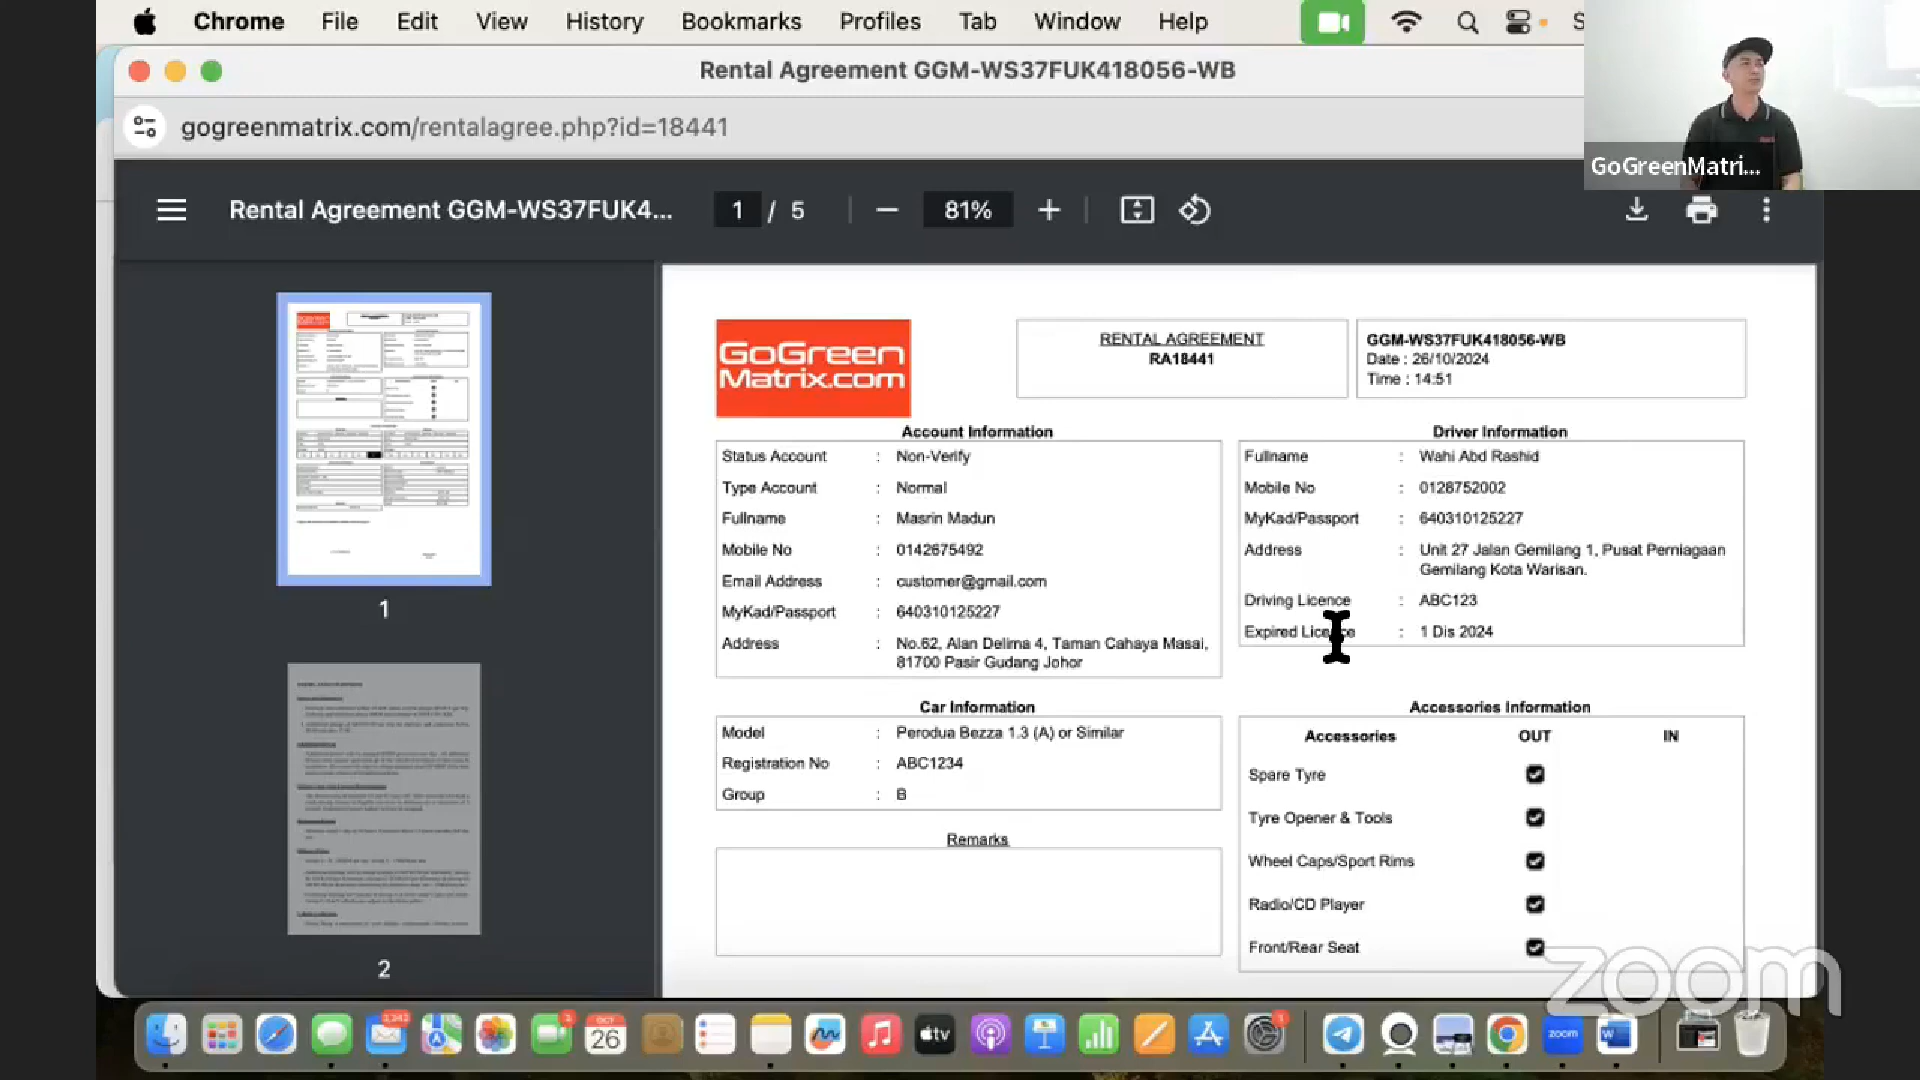 Chrome File Edit View History Bookmarks Profiles Tab Window Help
Rental Agreement GGM-WS37FUK418056-WB
gogreenmatrix.com/rentalagree.php?id=18441
GoGreenMatri...
Rental Agreement GGM-WS37FUK4... 1 / 5 81%
GoGreen
Matrix.com
RENTAL AGREEMENT
RA18441
GGM-WS37FUK418056-WB
Date : 26/10/2024
Time : 14:51
Account Information
Status Account : Non-Verify
Type Account : Normal
Fullname : Masrin Madun
Mobile No : 0142675492
Email Address : customer@gmail.com
MyKad/Passport : 640310125227
Address : No.62, Alan Delima 4, Taman Cahaya Masai,
81700 Pasir Gudang Johor
Driver Information
Fullname : Wahi Abd Rashid
Mobile No : 0128752002
MyKad/Passport : 640310125227
Address : Unit 27 Jalan Gemilang 1, Pusat Perniagaan
Gemilang Kota Warisan.
Driving Licence : ABC123
Expired Licence : 1 Dis 2024
Car Information
Model : Perodua Bezza 1.3 (A) or Similar
Registration No : ABC1234
Group : B
Remarks
Accessories Information
Accessories OUT IN
Spare Tyre
Tyre Opener & Tools
Wheel Caps/Sport Rims
Radio/CD Player
Front/Rear Seat
1
2
zoom
OCT
26
tv
zoom
W